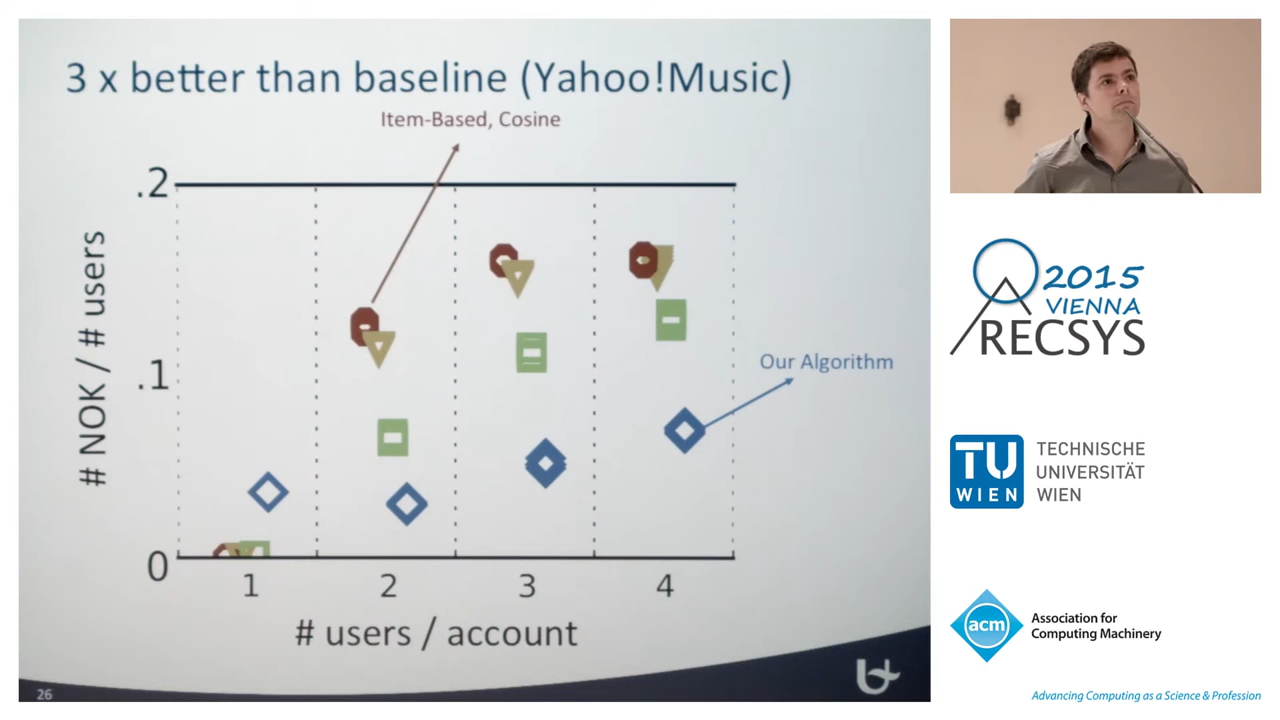 3 x better than baseline (Yahoo!Music)
Item-Based, Cosine
.2
.1
0
# NOK / # users
Our Algorithm
1 2 3 4
# users / account
26
2015
VIENNA
RECSYS
TU
WIEN
TECHNISCHE
UNIVERSITÄT
WIEN
acm
Association for
Computing Machinery
Advancing Computing as a Science & Profession